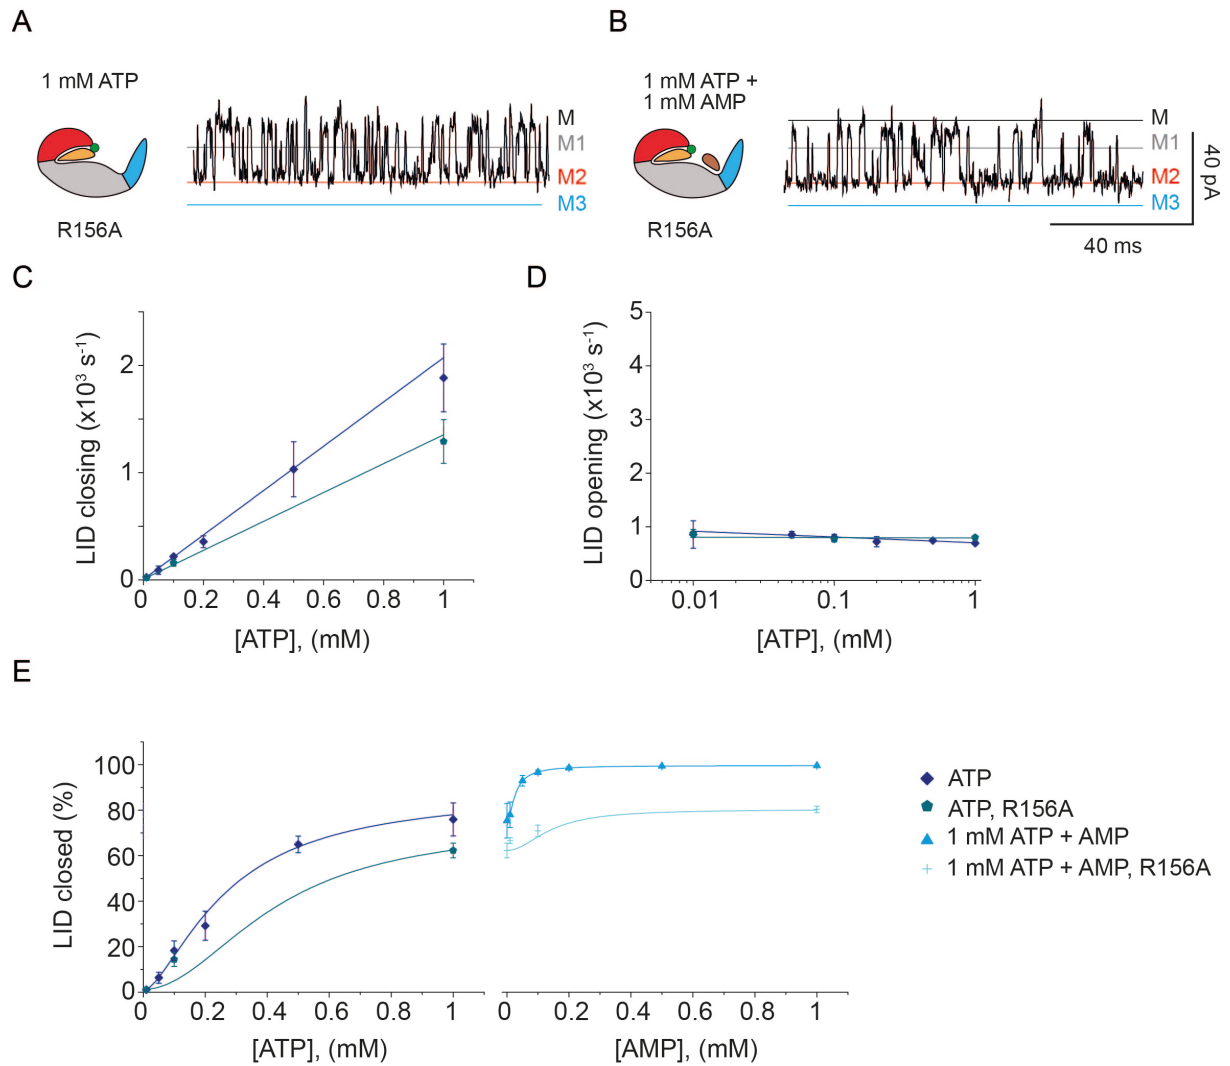 A
1 mM ATP
R156A
M
M1
M2
M3
B
1 mM ATP +
1 mM AMP
R156A
M
M1
M2
M3
40 pA
40 ms
C
LID closing (x10³ s⁻¹)
2
1
0
0
0.2
0.4
0.6
0.8
1
[ATP], (mM)
D
LID opening (x10³ s⁻¹)
5
4
3
2
1
0
0.01
0.1
1
[ATP], (mM)
E
LID closed (%)
100
80
60
40
20
0
0
0.2
0.4
0.6
0.8
1
[ATP], (mM)
0
0.2
0.4
0.6
0.8
1
[AMP], (mM)
ATP
ATP, R156A
1 mM ATP + AMP
1 mM ATP + AMP, R156A